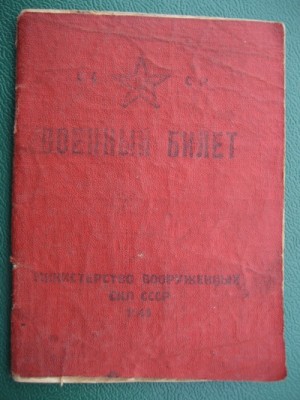 ВОЕННЫЙ БИЛЕТ
МИНИСТЕРСТВО ВООРУЖЕННЫХ
СИЛ СССР